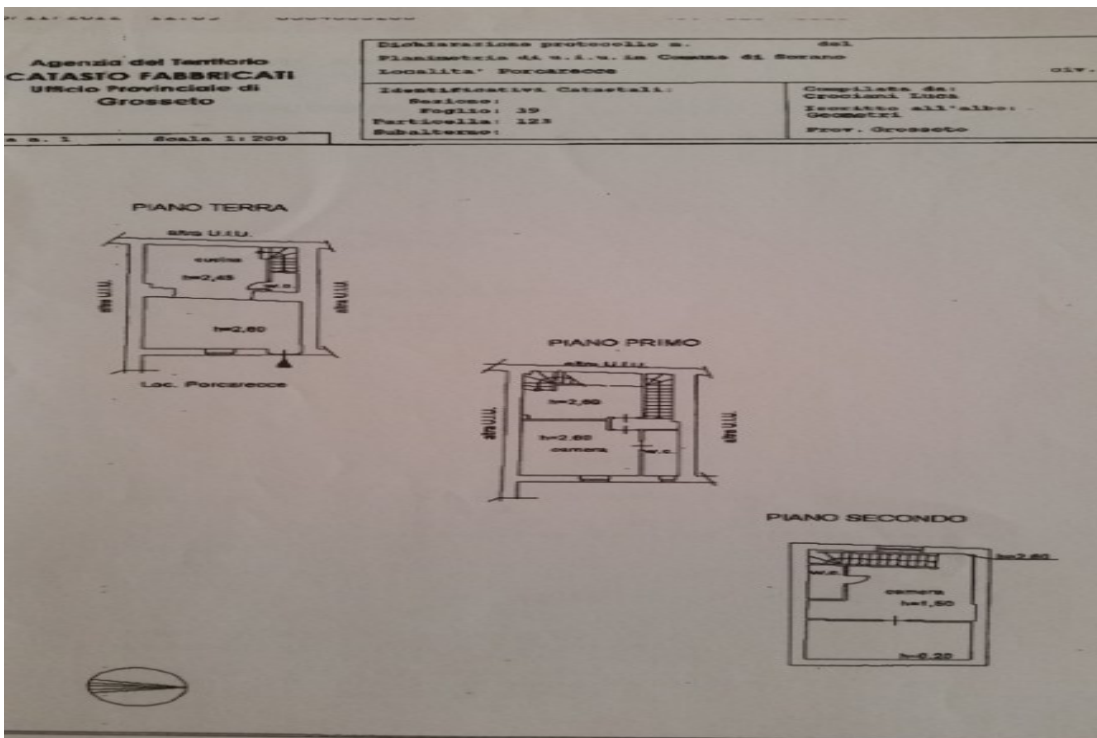 Agenzia del Territorio
CATASTO FABBRICATI
Ufficio Provinciale di
Grosseto
Dichiarazione protocollo n. del
Planimetria di u.i.u. in Comune di Sorano
Localita' Porcarecce civ.
Identificativi Catastali:
Sezione:
Foglio: 39
Particella: 123
Subalterno:
Compilata da:
Crociani Luca
Iscritto all'albo:
Geometri
Prov. Grosseto
n. 1 Scala 1:200
PIANO TERRA
altra U.I.U.
cucina
h=2,45
w.c.
altra U.I.U.
altra U.I.U.
h=2,60
Loc. Porcarecce
PIANO PRIMO
altra U.I.U.
h=2,60
h=2,60
camera
w.c.
altra U.I.U.
altra U.I.U.
PIANO SECONDO
h=2,60
w.c.
camera
h=1,50
h=0,20